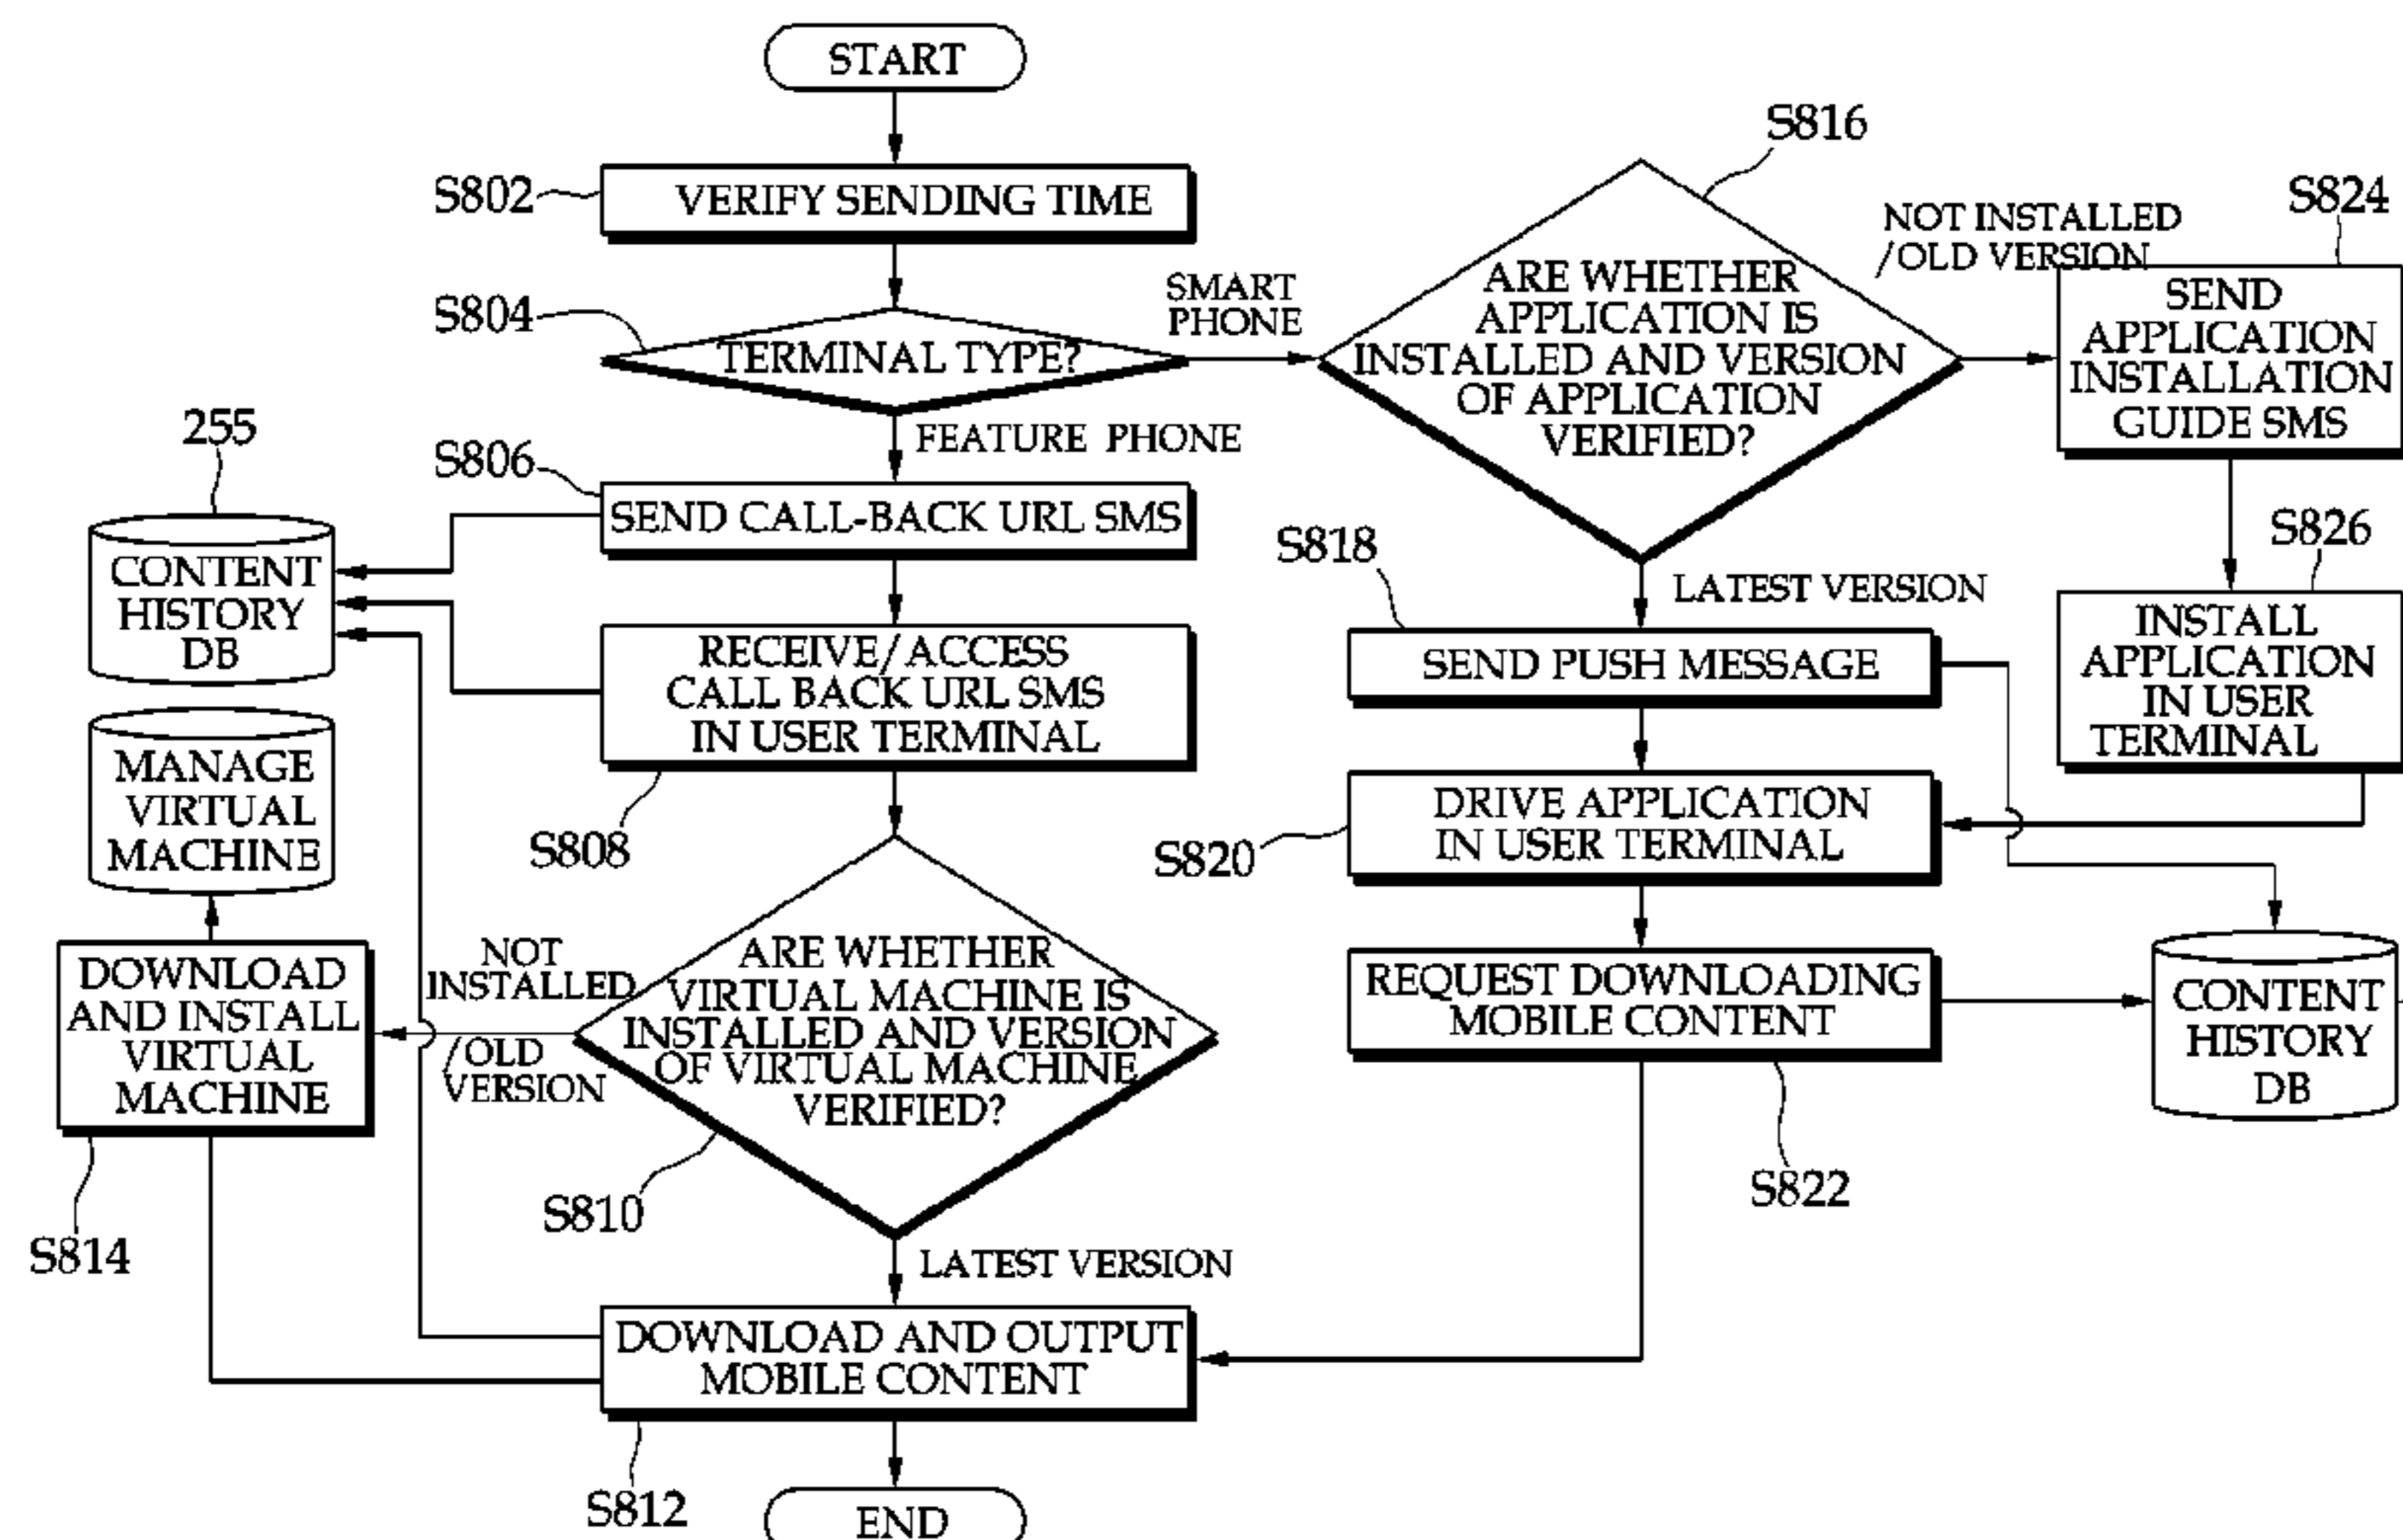 START
S802
VERIFY SENDING TIME
S804
TERMINAL TYPE?
SMART
PHONE
FEATURE PHONE
S816
ARE WHETHER
APPLICATION IS
INSTALLED AND VERSION
OF APPLICATION
VERIFIED?
NOT INSTALLED
/OLD VERSION
S824
SEND
APPLICATION
INSTALLATION
GUIDE SMS
255
CONTENT
HISTORY
DB
S806
SEND CALL-BACK URL SMS
S818
LATEST VERSION
SEND PUSH MESSAGE
S826
INSTALL
APPLICATION
IN USER
TERMINAL
RECEIVE/ACCESS
CALL BACK URL SMS
IN USER TERMINAL
S808
MANAGE
VIRTUAL
MACHINE
S820
DRIVE APPLICATION
IN USER TERMINAL
DOWNLOAD
AND INSTALL
VIRTUAL
MACHINE
S814
NOT
INSTALLED
/OLD
VERSION
ARE WHETHER
VIRTUAL MACHINE IS
INSTALLED AND VERSION
OF VIRTUAL MACHINE
VERIFIED?
S810
LATEST VERSION
REQUEST DOWNLOADING
MOBILE CONTENT
S822
CONTENT
HISTORY
DB
DOWNLOAD AND OUTPUT
MOBILE CONTENT
S812
END